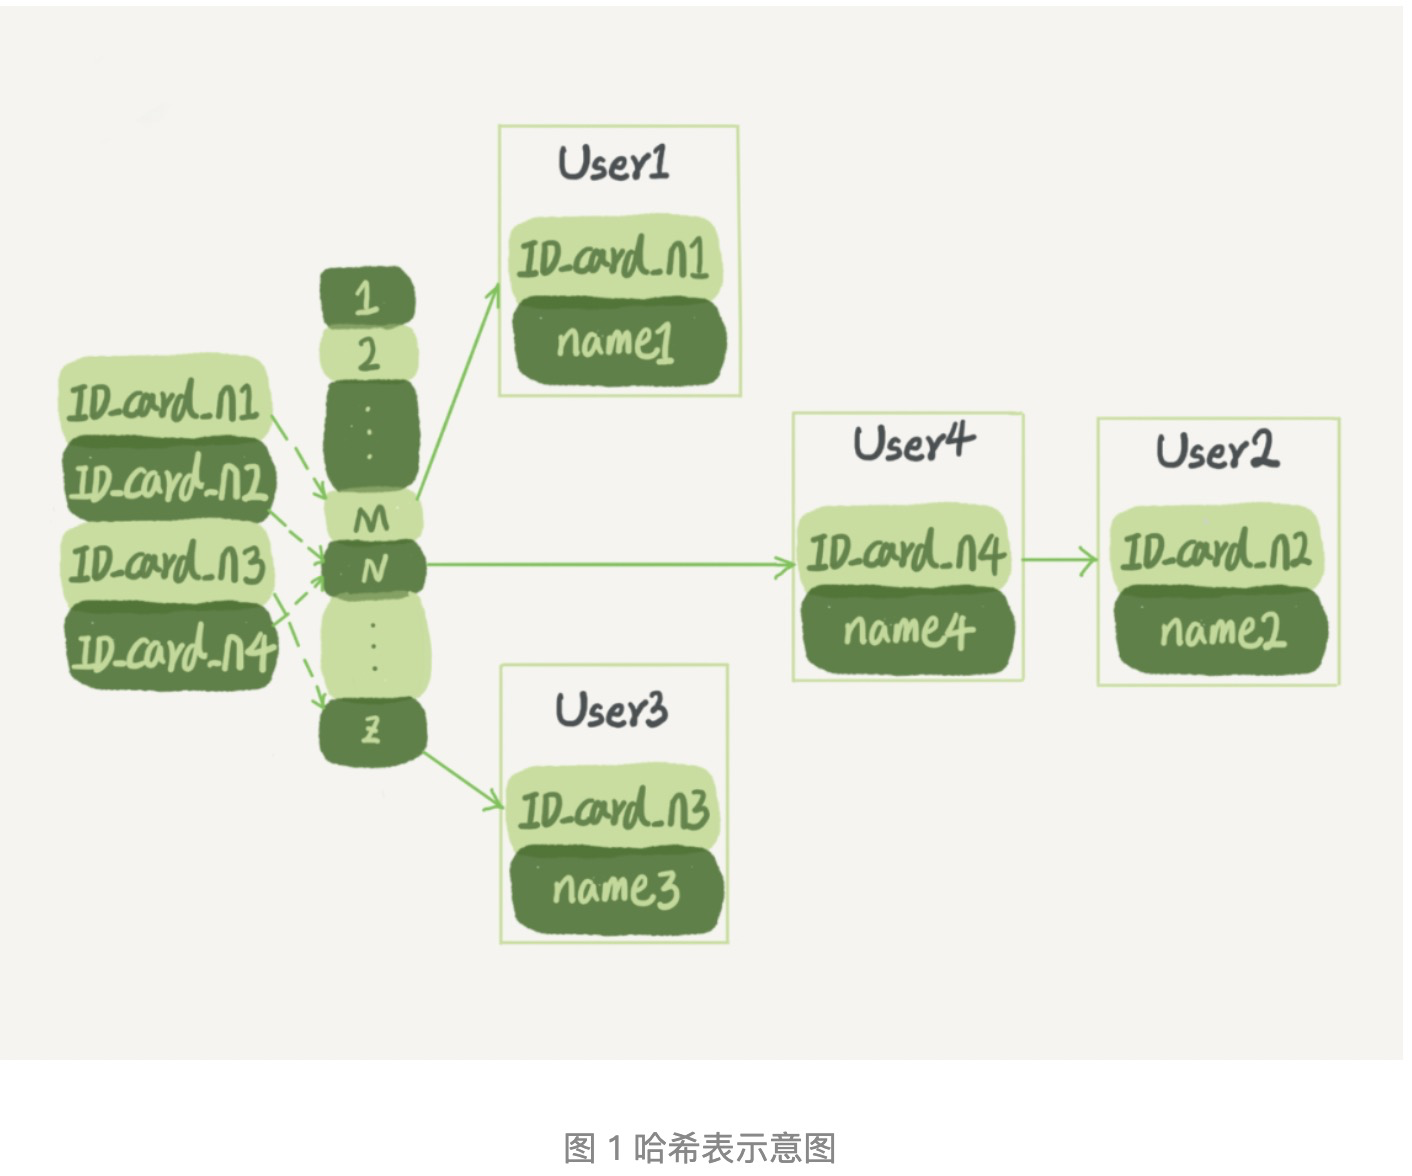 User1
ID_card_n1
name1
1
2
M
N
Z
ID_card_n1
ID_card_n2
ID_card_n3
ID_card_n4
User4
ID_card_n4
name4
User2
ID_card_n2
name2
User3
ID_card_n3
name3
图 1 哈希表示意图